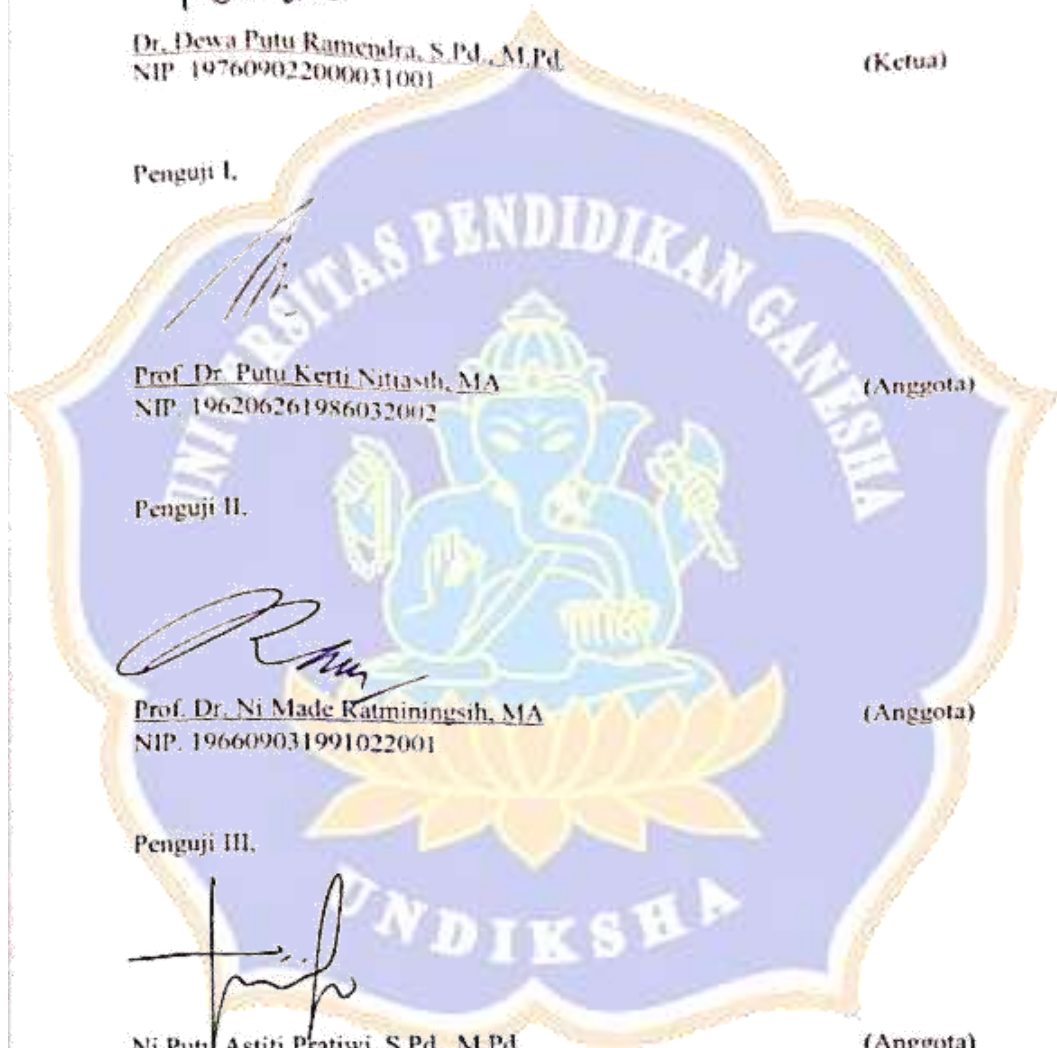 Dr. Dewa Putu Ramendra, S.Pd., M.Pd.
NIP. 197609022000031001
(Ketua)
Penguji I,
UNIVERSITAS PENDIDIKAN GANESHA
Prof. Dr. Putu Kerti Nitiasih, MA
NIP. 196206261986032002
(Anggota)
Penguji II,
Prof. Dr. Ni Made Ratminingsih, MA
NIP. 196609031991022001
(Anggota)
Penguji III,
UNDIKSHA
Ni Putu Astiti Pratiwi, S.Pd., M.Pd.
(Anggota)